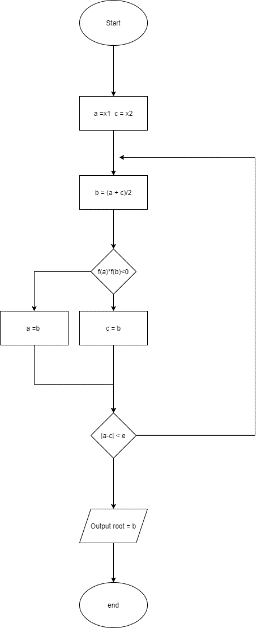 Start
a =x1 c = x2
b = (a + c)/2
f(a)*f(b)<0
a =b
c = b
|a-c| < e
Output root = b
end